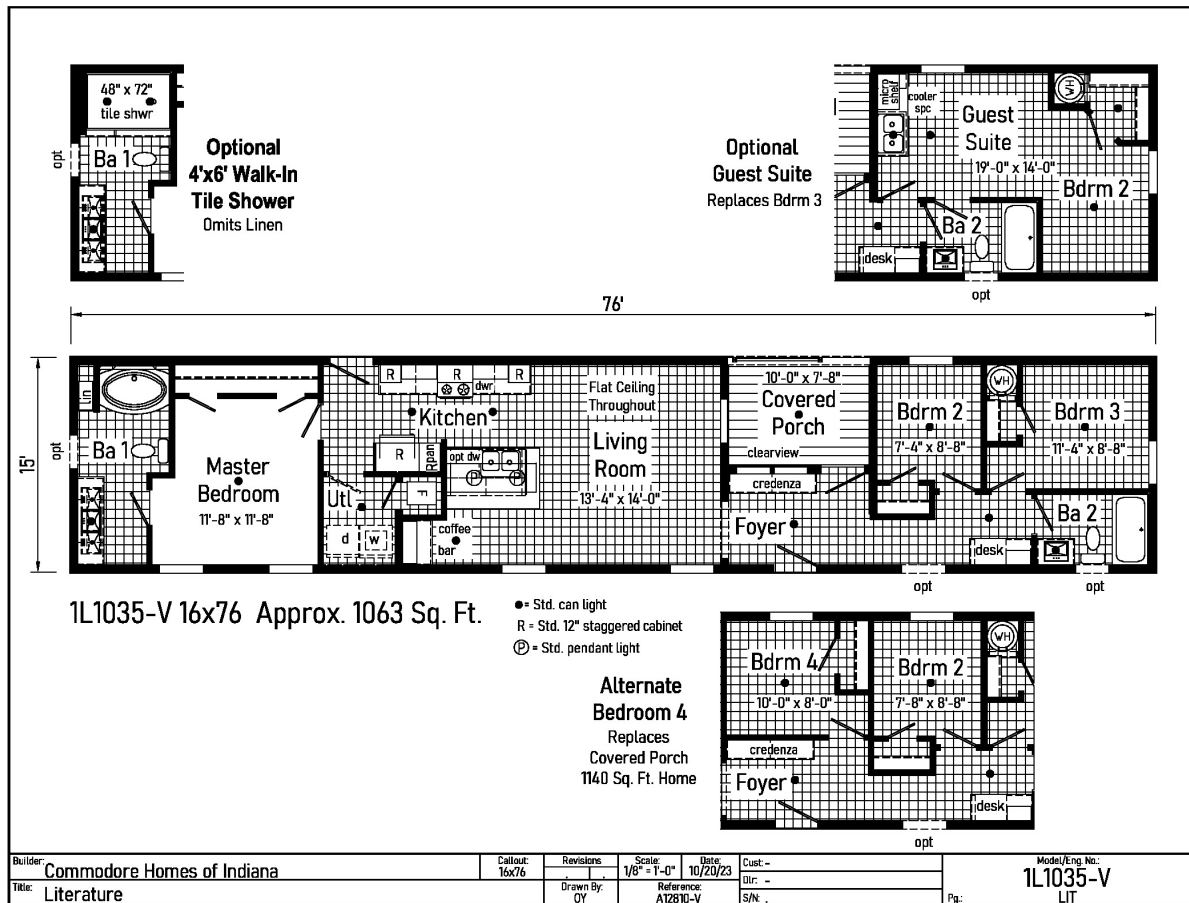 48" x 72"
tile shwr
Ba 1
opt
Optional
4'x6' Walk-In
Tile Shower
Omits Linen
Optional
Guest Suite
Replaces Bdrm 3
micro
shelf
cooler
spc
Guest
Suite
19'-0" x 14'-0"
WH
Bdrm 2
Ba 2
desk
opt
76'
15'
opt
lin
Ba 1
Master
Bedroom
11'-8" x 11'-8"
R
R
R
dwr
Kitchen
R
Rpan
opt dw
P
P
Utl
F
d
w
coffee
bar
Flat Ceiling
Throughout
Living
Room
13'-4" x 14'-0"
10'-0" x 7'-8"
Covered
Porch
clearview
credenza
Foyer
Bdrm 2
7'-4" x 8'-8"
WH
Bdrm 3
11'-4" x 8'-8"
Ba 2
desk
opt
opt
1L1035-V 16x76 Approx. 1063 Sq. Ft.
● = Std. can light
R = Std. 12" staggered cabinet
Ⓟ = Std. pendant light
Alternate
Bedroom 4
Replaces
Covered Porch
1140 Sq. Ft. Home
Bdrm 4
10'-0" x 8'-0"
Bdrm 2
7'-8" x 8'-8"
WH
credenza
Foyer
desk
opt
Builder: Commodore Homes of Indiana
Title: Literature
Callout:
16x76
Revisions
Scale:
1/8" = 1'-0"
Date:
10/20/23
Drawn By:
OY
Reference:
A12810-V
Cust: -
Dlr: -
S/N: .
Model/Eng. No.:
1L1035-V
Pg.: LIT